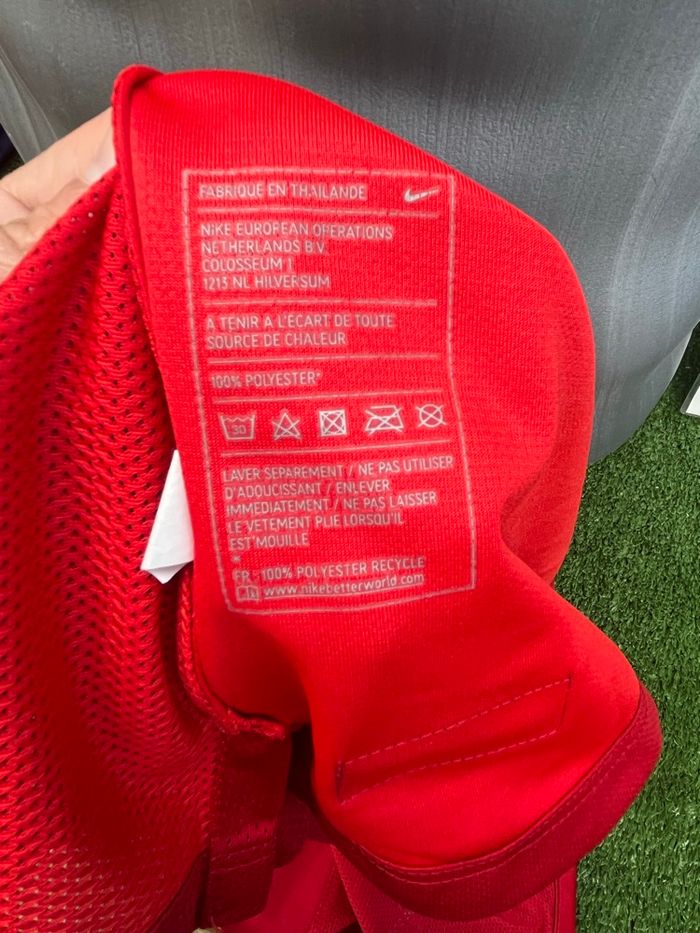 FABRIQUE EN THAILANDE
NIKE EUROPEAN OPERATIONS
NETHERLANDS B.V.
COLOSSEUM 1
1213 NL HILVERSUM
A TENIR A L'ÉCART DE TOUTE
SOURCE DE CHALEUR
100% POLYESTER*
30
LAVER SEPAREMENT / NE PAS UTILISER
D'ADOUCISSANT / ENLEVER
IMMEDIATEMENT / NE PAS LAISSER
LE VETEMENT PLIE LORSQU'IL
EST MOUILLE
*
FR - 100% POLYESTER RECYCLE
www.nikebetterworld.com